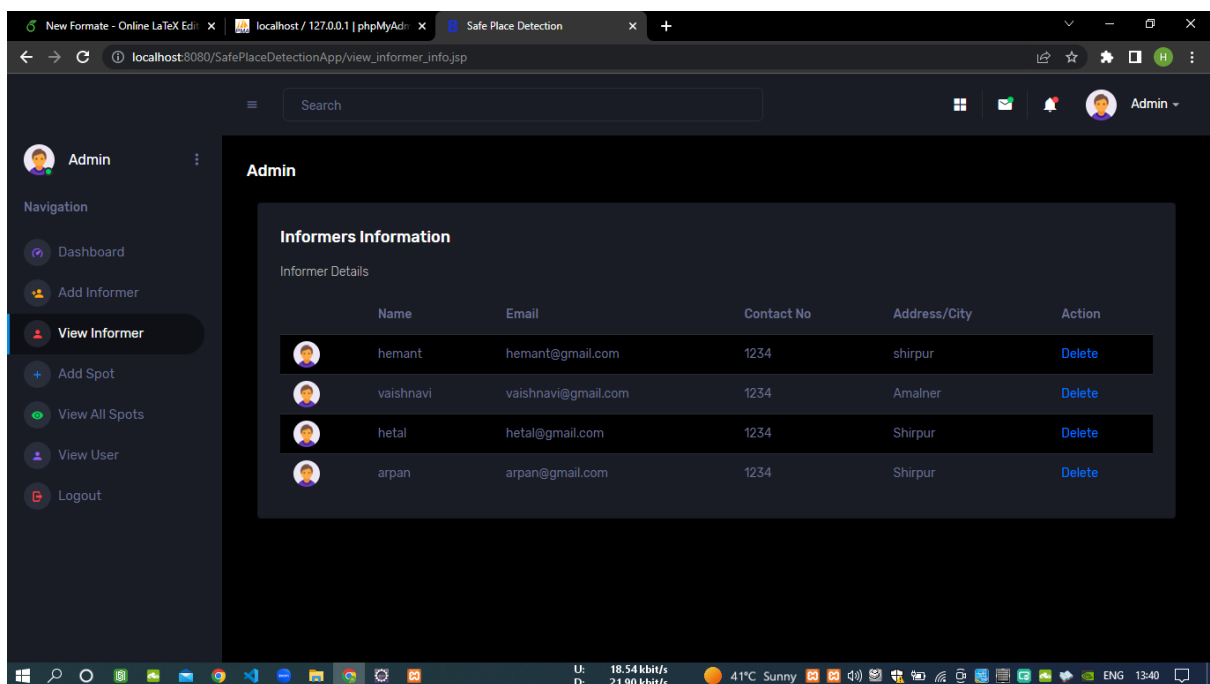 New Formate - Online LaTeX Edit
localhost / 127.0.0.1 | phpMyAdm
Safe Place Detection
localhost:8080/SafePlaceDetectionApp/view_informer_info.jsp
H
Search
Admin
Admin
Navigation
Dashboard
Add Informer
View Informer
Add Spot
View All Spots
View User
Logout
Admin
Informers Information
Informer Details
Name Email Contact No Address/City Action
hemant hemant@gmail.com 1234 shirpur Delete
vaishnavi vaishnavi@gmail.com 1234 Amalner Delete
hetal hetal@gmail.com 1234 Shirpur Delete
arpan arpan@gmail.com 1234 Shirpur Delete
U: 18.54 kbit/s
D: 21.90 kbit/s
41°C Sunny
ENG 13:40